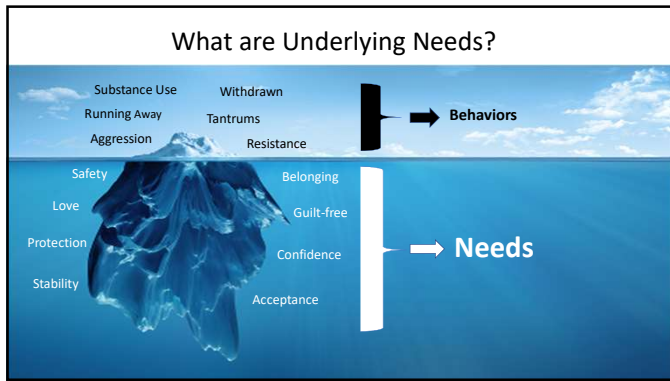 What are Underlying Needs?
Substance Use
Withdrawn
Running Away
Tantrums
Aggression
Resistance
Behaviors
Safety
Belonging
Love
Guilt-free
Protection
Confidence
Stability
Acceptance
Needs